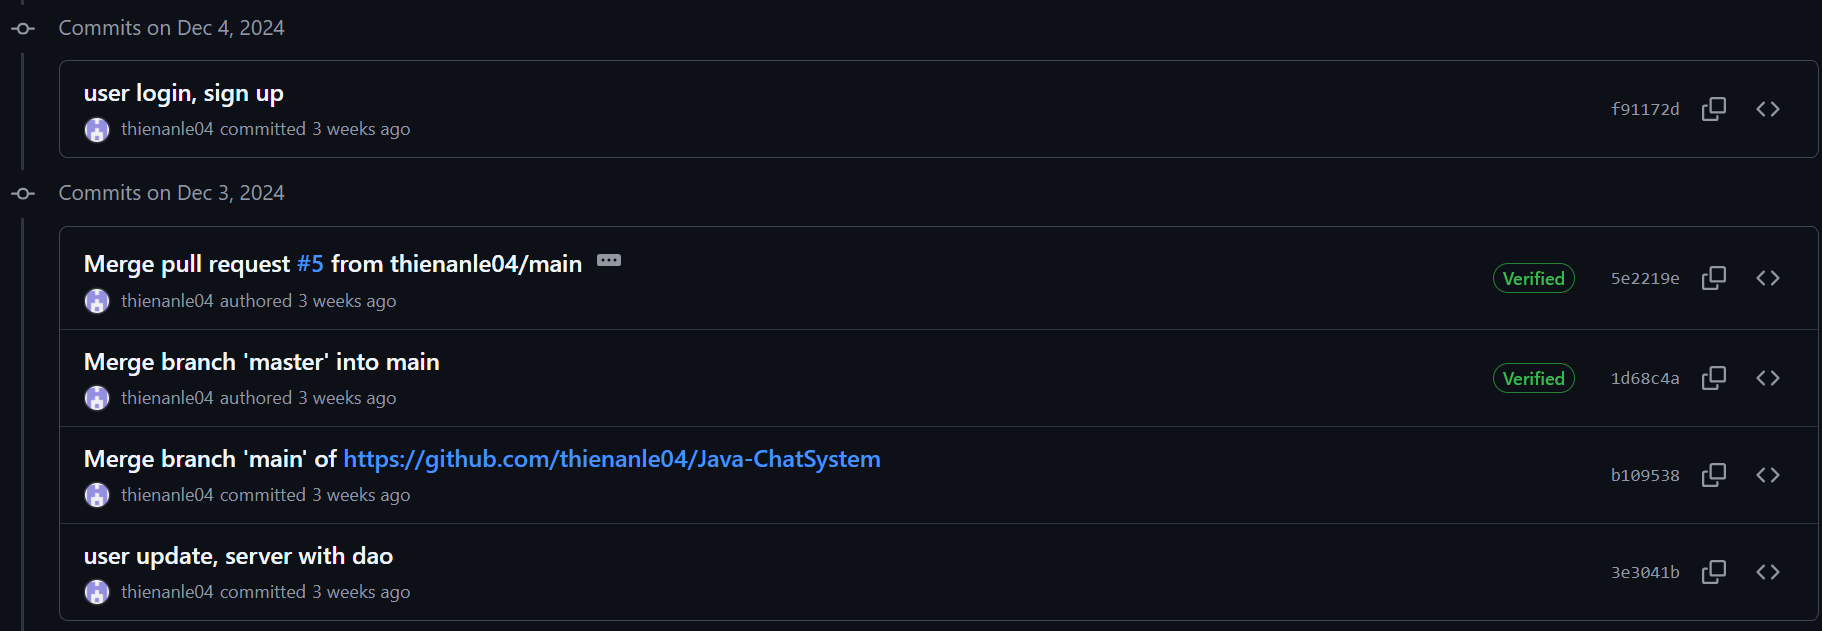 Commits on Dec 4, 2024
user login, sign up
thienanle04 committed 3 weeks ago
f91172d
Commits on Dec 3, 2024
Merge pull request #5 from thienanle04/main
thienanle04 authored 3 weeks ago
Verified
5e2219e
Merge branch 'master' into main
thienanle04 authored 3 weeks ago
Verified
1d68c4a
Merge branch 'main' of https://github.com/thienanle04/Java-ChatSystem
thienanle04 committed 3 weeks ago
b109538
user update, server with dao
thienanle04 committed 3 weeks ago
3e3041b